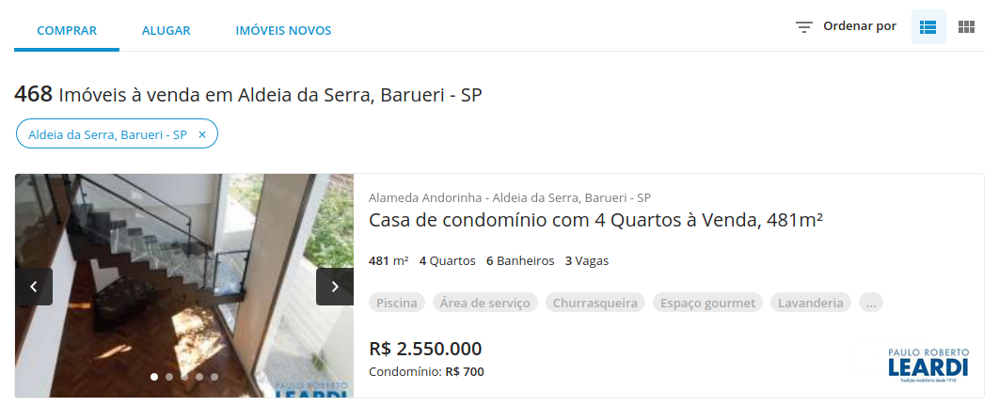 COMPRAR ALUGAR IMÓVEIS NOVOS Ordenar por
468 Imóveis à venda em Aldeia da Serra, Barueri - SP
Aldeia da Serra, Barueri - SP ×
Alameda Andorinha - Aldeia da Serra, Barueri - SP
Casa de condomínio com 4 Quartos à Venda, 481m²
481 m² 4 Quartos 6 Banheiros 3 Vagas
Piscina Área de serviço Churrasqueira Espaço gourmet Lavanderia ...
R$ 2.550.000
Condomínio: R$ 700
PAULO ROBERTO
LEARDI
Tradição imobiliária desde 1918
PAULO ROBERTO
LEARDI